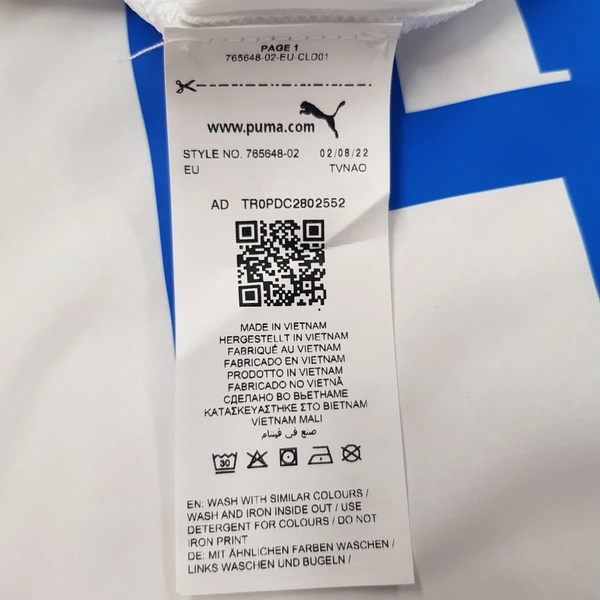 PAGE 1
765648-02-EU-CLD01
www.puma.com
STYLE NO. 765648-02 02/08/22
EU TVNAO
AD TR0PDC2802552
MADE IN VIETNAM
HERGESTELLT IN VIETNAM
FABRIQUÉ AU VIETNAM
FABRICADO EN VIETNAM
PRODOTTO IN VIETNAM
FABRICADO NO VIETNÃ
СДЕЛАНО ВО ВЬЕТНАМЕ
ΚΑΤΑΣΚΕΥΑΣΤΗΚΕ ΣΤΟ ΒΙΕΤΝΑΜ
VİETNAM MALI
صنع في فيتنام
30
EN: WASH WITH SIMILAR COLOURS /
WASH AND IRON INSIDE OUT / USE
DETERGENT FOR COLOURS / DO NOT
IRON PRINT
DE: MIT ÄHNLICHEN FARBEN WASCHEN /
LINKS WASCHEN UND BUGELN /